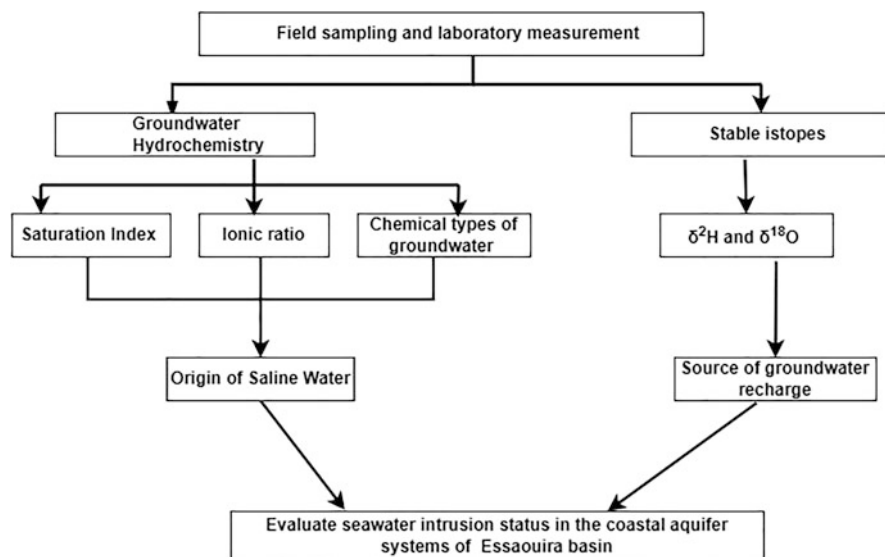 Field sampling and laboratory measurement
Groundwater
Hydrochemistry
Stable istopes
Saturation Index
Ionic ratio
Chemical types of
groundwater
δ²H and δ¹⁸O
Origin of Saline Water
Source of groundwater
recharge
Evaluate seawater intrusion status in the coastal aquifer
systems of Essaouira basin